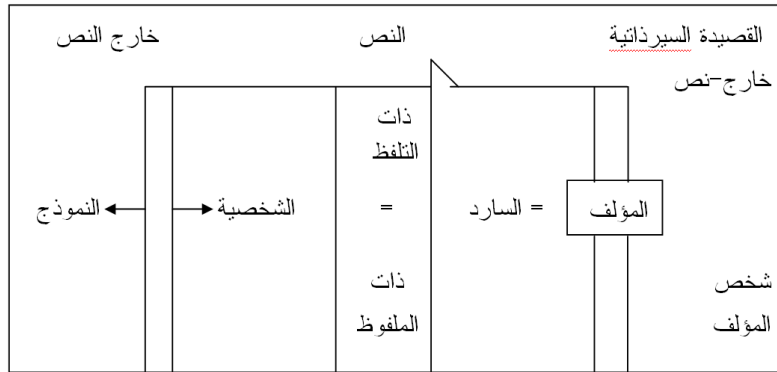 القصيدة السيرذاتية
النص
خارج النص
خارج-نص
ذات
التلفظ
المؤلف
= السارد
=
الشخصية
النموذج
شخص
المؤلف
ذات
الملفوظ